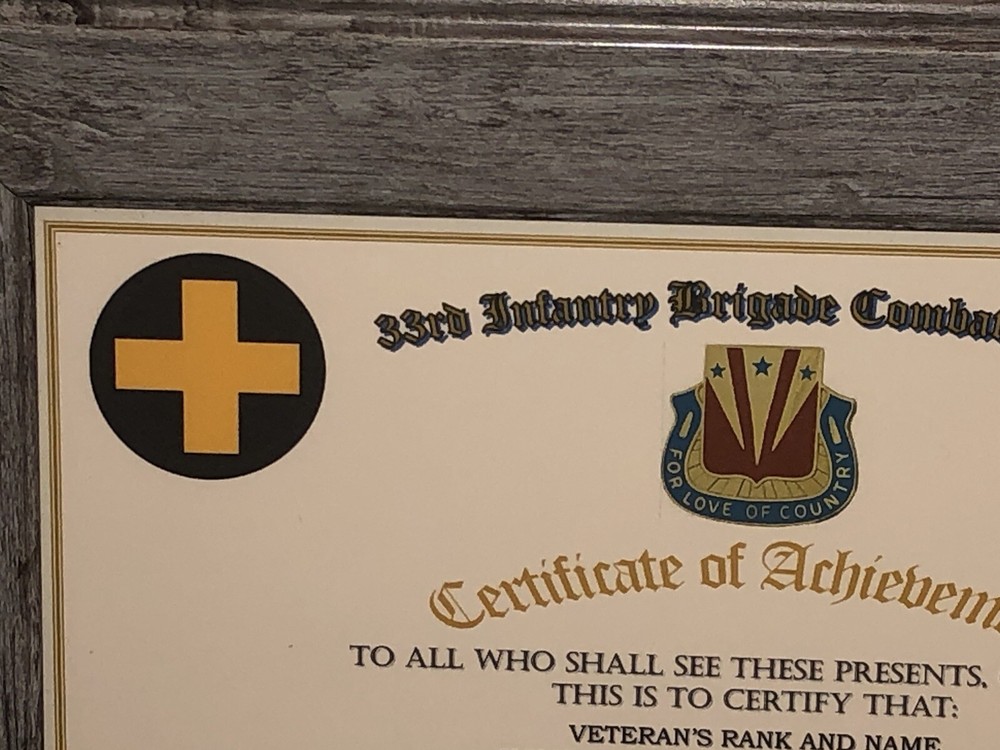 33rd Infantry Brigade Comba
FOR LOVE OF COUNTRY
Certificate of Achievem
TO ALL WHO SHALL SEE THESE PRESENTS,
THIS IS TO CERTIFY THAT:
VETERAN'S RANK AND NAME